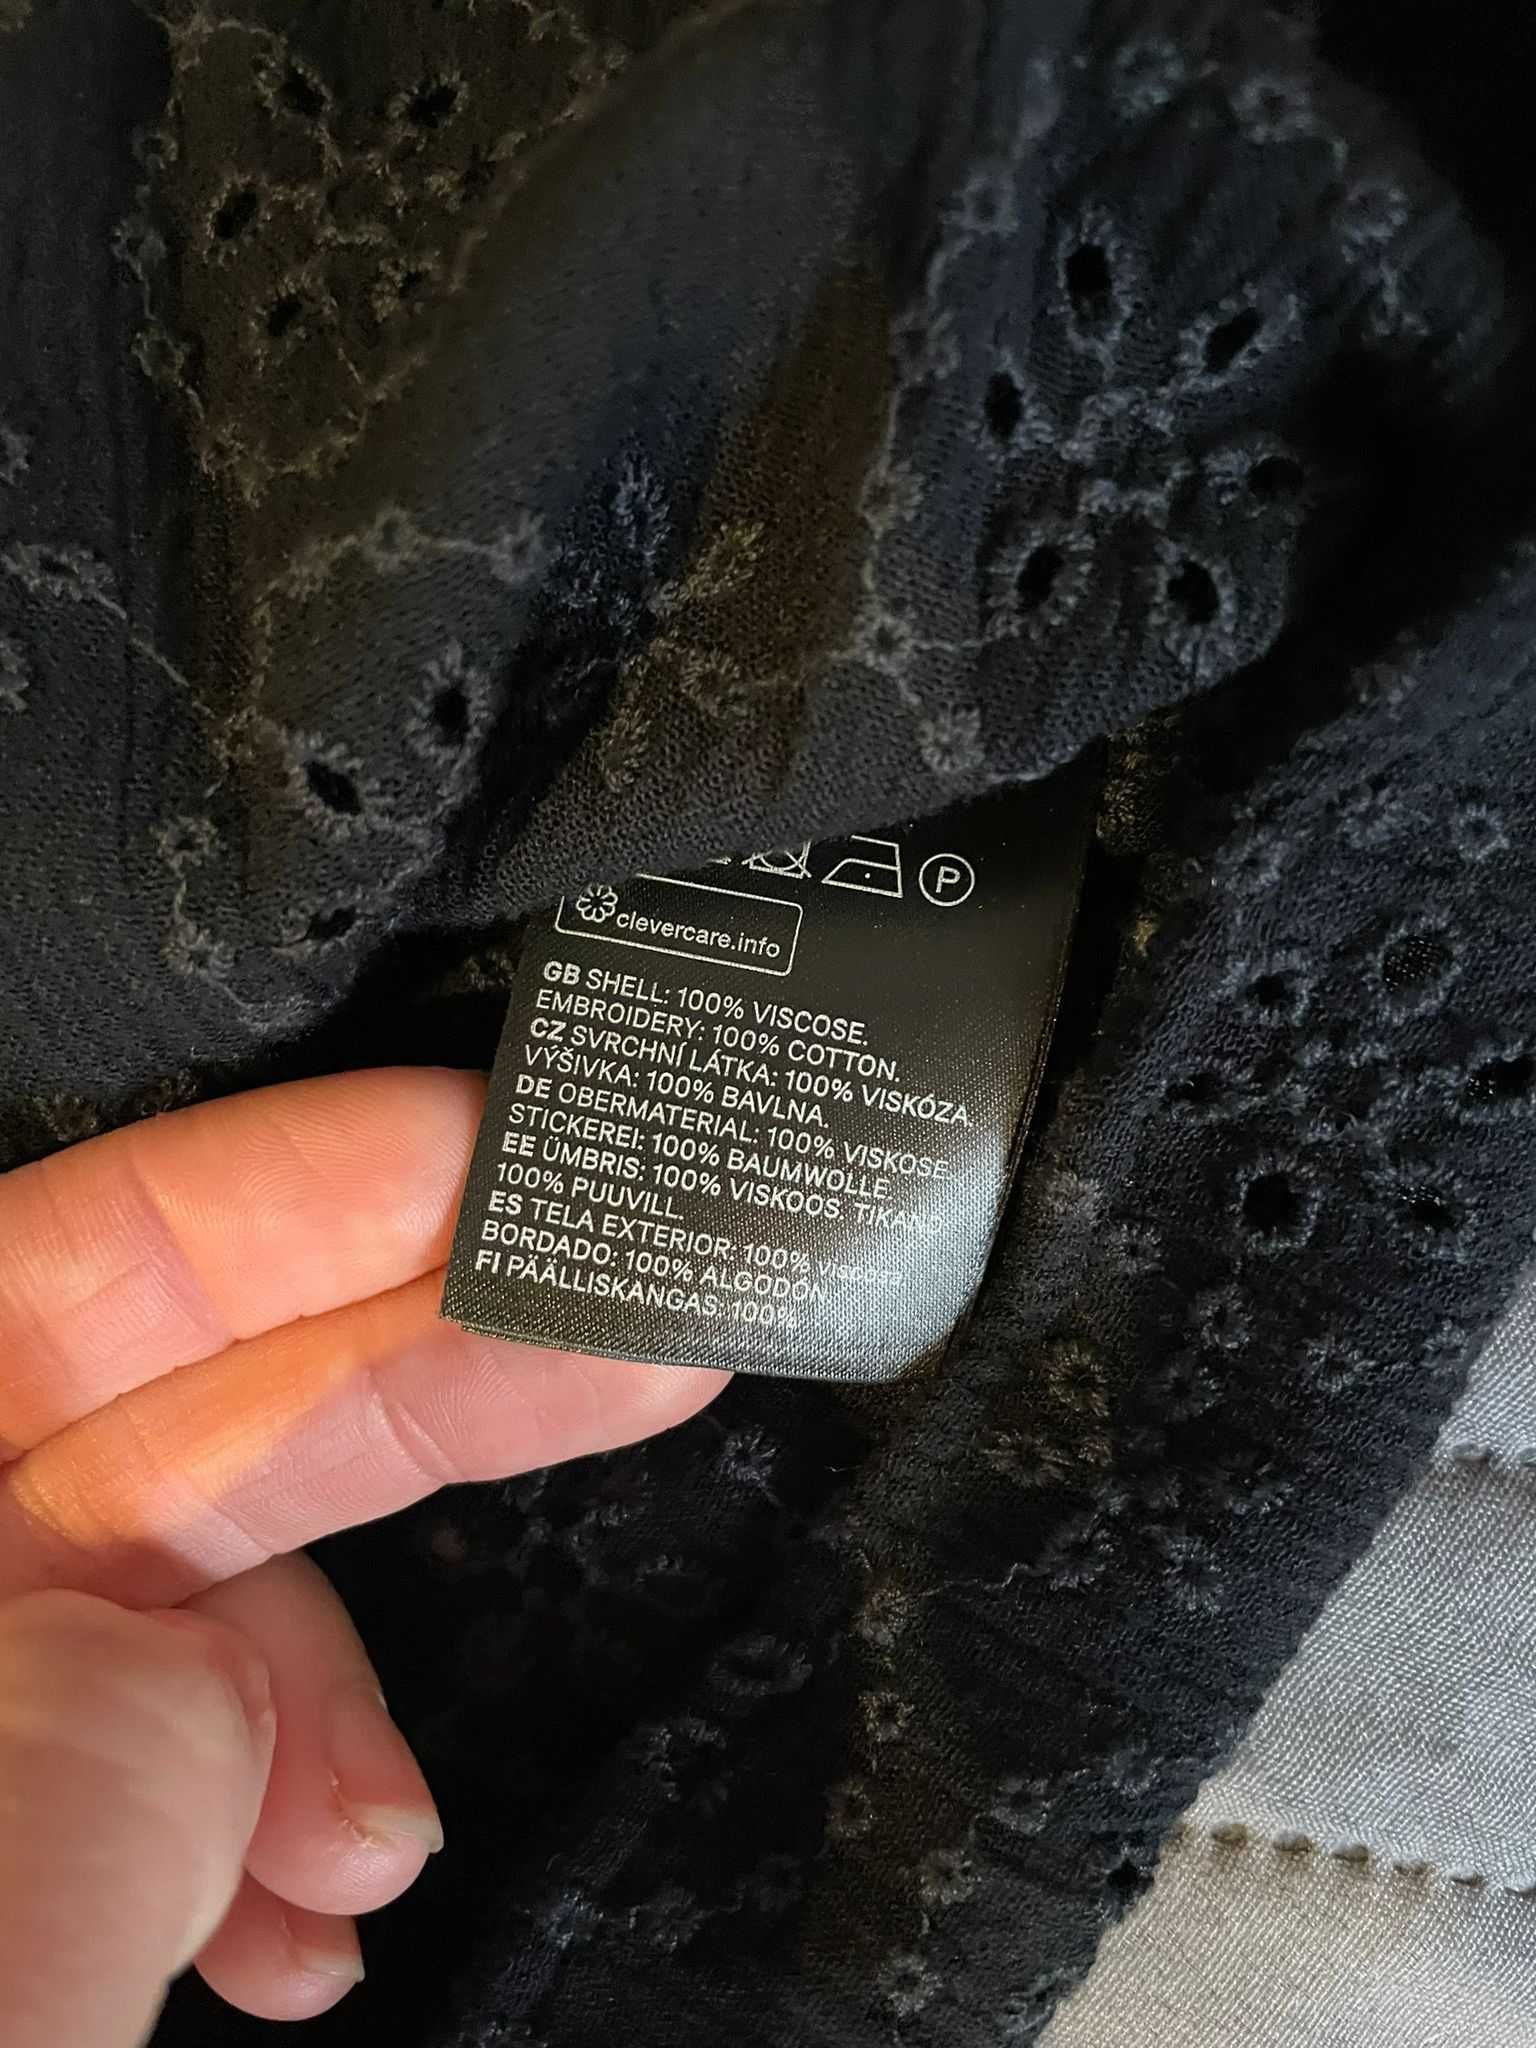 P
clevercare.info
GB SHELL: 100% VISCOSE.
EMBROIDERY: 100% COTTON.
CZ SVRCHNÍ LÁTKA: 100% VISKÓZA.
VÝŠIVKA: 100% BAVLNA.
DE OBERMATERIAL: 100% VISKOSE
STICKEREI: 100% BAUMWOLLE
EE ÜMBRIS: 100% VISKOOS. TIKAND
100% PUUVILL.
ES TELA EXTERIOR: 100% VISCOSA
BORDADO: 100% ALGODÓN
FI PÄÄLLISKANGAS: 100%